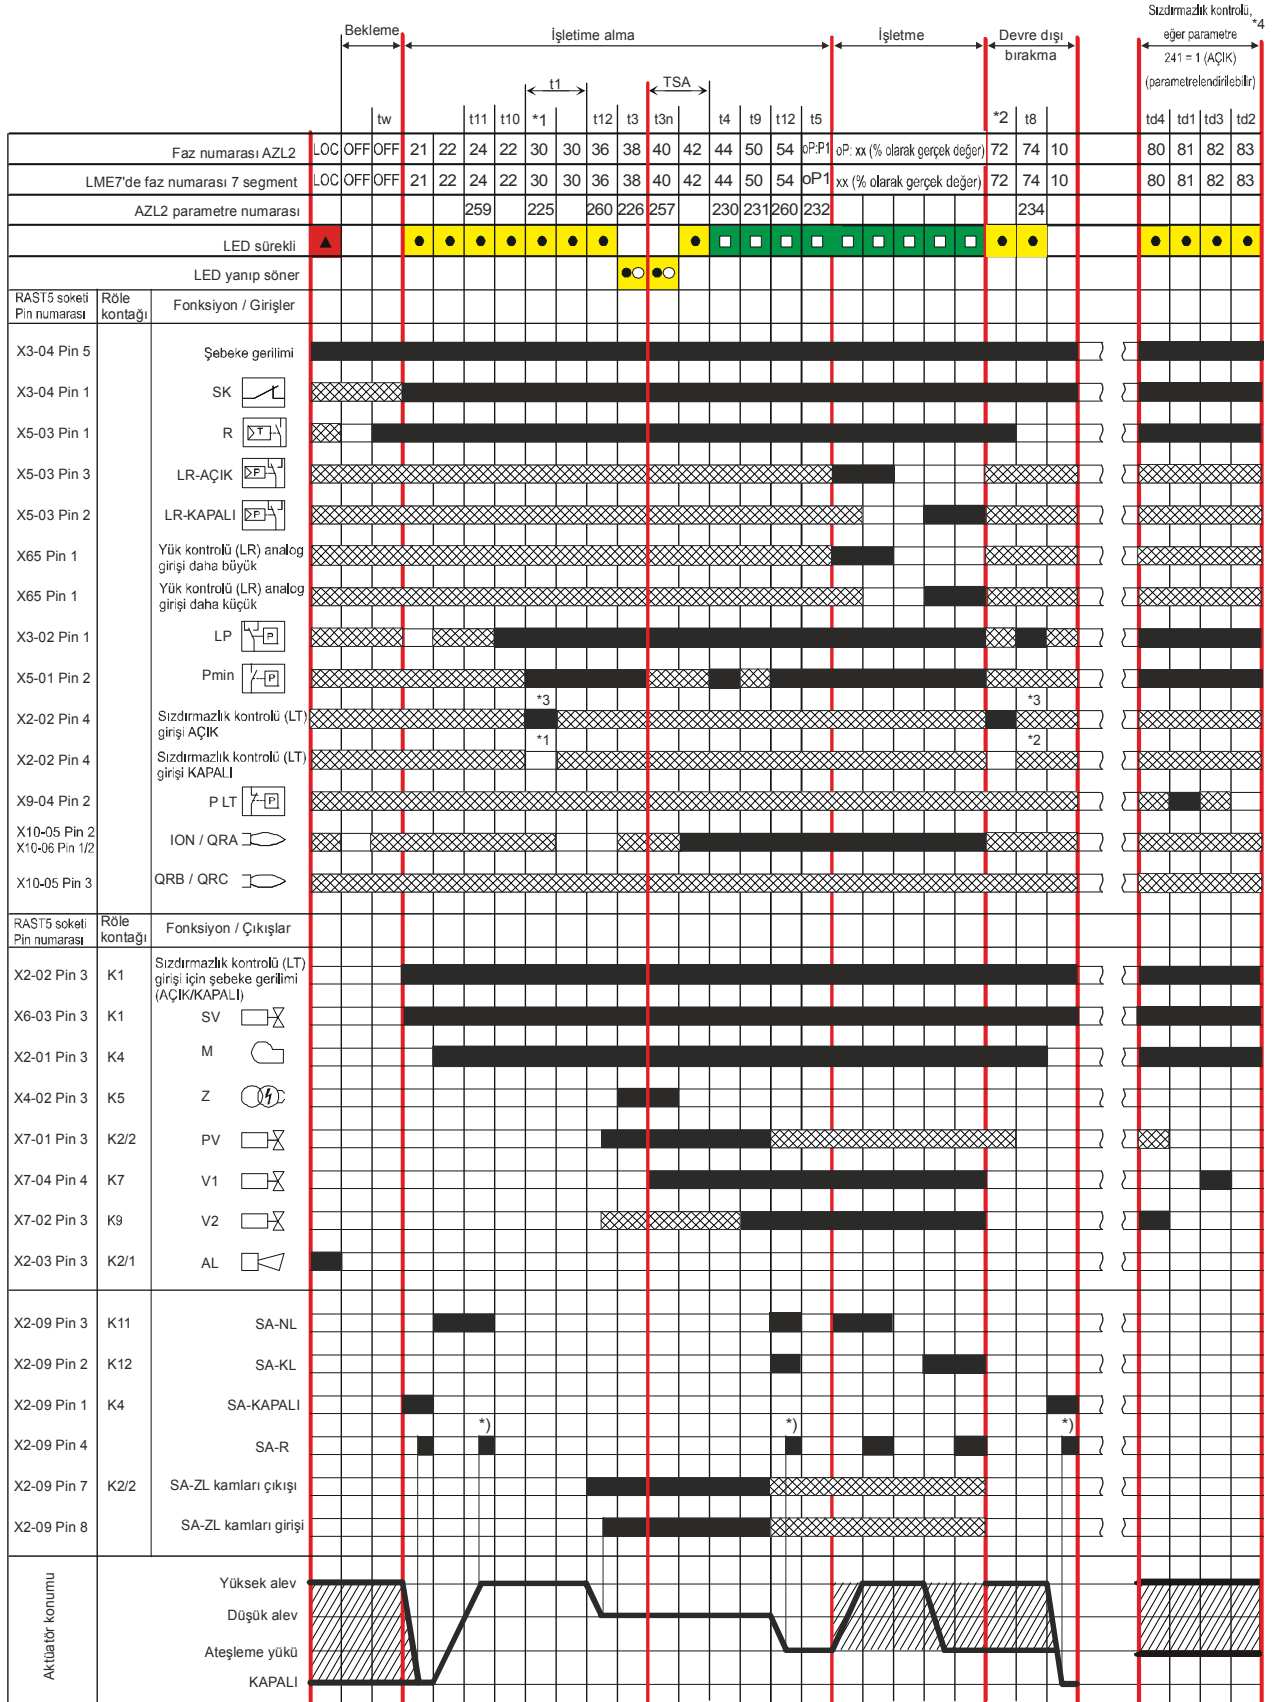 Sızdırmazlık kontrolü, *4
Bekleme İşletime alma İşletme Devre dışı eğer parametre
bırakma 241 = 1 (AÇIK)
t1 TSA (parametrelendirilebilir)
tw t11 t10 *1 t12 t3 t3n t4 t9 t12 t5 *2 t8 td4 td1 td3 td2
Faz numarası AZL2 LOC OFF OFF 21 22 24 22 30 30 36 38 40 42 44 50 54 oP:P1 oP: xx (% olarak gerçek değer) 72 74 10 80 81 82 83
LME7'de faz numarası 7 segment LOC OFF OFF 21 22 24 22 30 30 36 38 40 42 44 50 54 oP1 xx (% olarak gerçek değer) 72 74 10 80 81 82 83
AZL2 parametre numarası 259 225 260 226 257 230 231 260 232 234
LED sürekli
LED yanıp söner
RAST5 soketi Röle Fonksiyon / Girişler
Pin numarası kontağı
X3-04 Pin 5 Şebeke gerilimi
X3-04 Pin 1 SK
X5-03 Pin 1 R T
X5-03 Pin 3 LR-AÇIK P
X5-03 Pin 2 LR-KAPALI P
X65 Pin 1 Yük kontrolü (LR) analog
girişi daha büyük
X65 Pin 1 Yük kontrolü (LR) analog
girişi daha küçük
X3-02 Pin 1 LP P
X5-01 Pin 2 Pmin P
*3 *3
X2-02 Pin 4 Sızdırmazlık kontrolü (LT)
girişi AÇIK
*1 *2
X2-02 Pin 4 Sızdırmazlık kontrolü (LT)
girişi KAPALI
X9-04 Pin 2 P LT P
X10-05 Pin 2
X10-06 Pin 1/2 ION / QRA
X10-05 Pin 3 QRB / QRC
RAST5 soketi Röle Fonksiyon / Çıkışlar
Pin numarası kontağı
X2-02 Pin 3 K1 Sızdırmazlık kontrolü (LT)
girişi için şebeke gerilimi
(AÇIK/KAPALI)
X6-03 Pin 3 K1 SV
X2-01 Pin 3 K4 M
X4-02 Pin 3 K5 Z
X7-01 Pin 3 K2/2 PV
X7-04 Pin 4 K7 V1
X7-02 Pin 3 K9 V2
X2-03 Pin 3 K2/1 AL
X2-09 Pin 3 K11 SA-NL
X2-09 Pin 2 K12 SA-KL
X2-09 Pin 1 K4 SA-KAPALI
*) *) *)
X2-09 Pin 4 SA-R
X2-09 Pin 7 K2/2 SA-ZL kamları çıkışı
X2-09 Pin 8 SA-ZL kamları girişi
Aktüatör konumu
Yüksek alev
Düşük alev
Ateşleme yükü
KAPALI